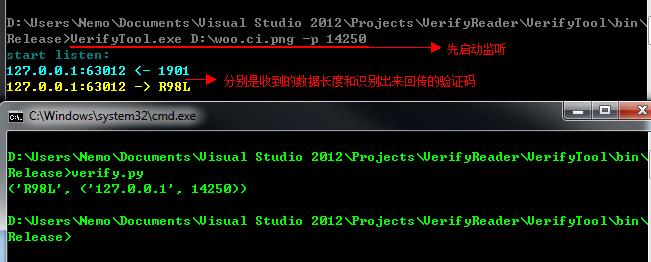 D:\Users\Nemo\Documents\Visual Studio 2012\Projects\VerifyReader\VerifyTool\bin\
Release>VerifyTool.exe D:\woo.ci.png -p 14250
先启动监听
start listen:
127.0.0.1:63012 <- 1901
分别是收到的数据长度和识别出来回传的验证码
127.0.0.1:63012 -> R98L
C:\Windows\system32\cmd.exe
D:\Users\Nemo\Documents\Visual Studio 2012\Projects\VerifyReader\VerifyTool\bin\
Release>verify.py
('R98L', ('127.0.0.1', 14250))
D:\Users\Nemo\Documents\Visual Studio 2012\Projects\VerifyReader\VerifyTool\bin\
Release>